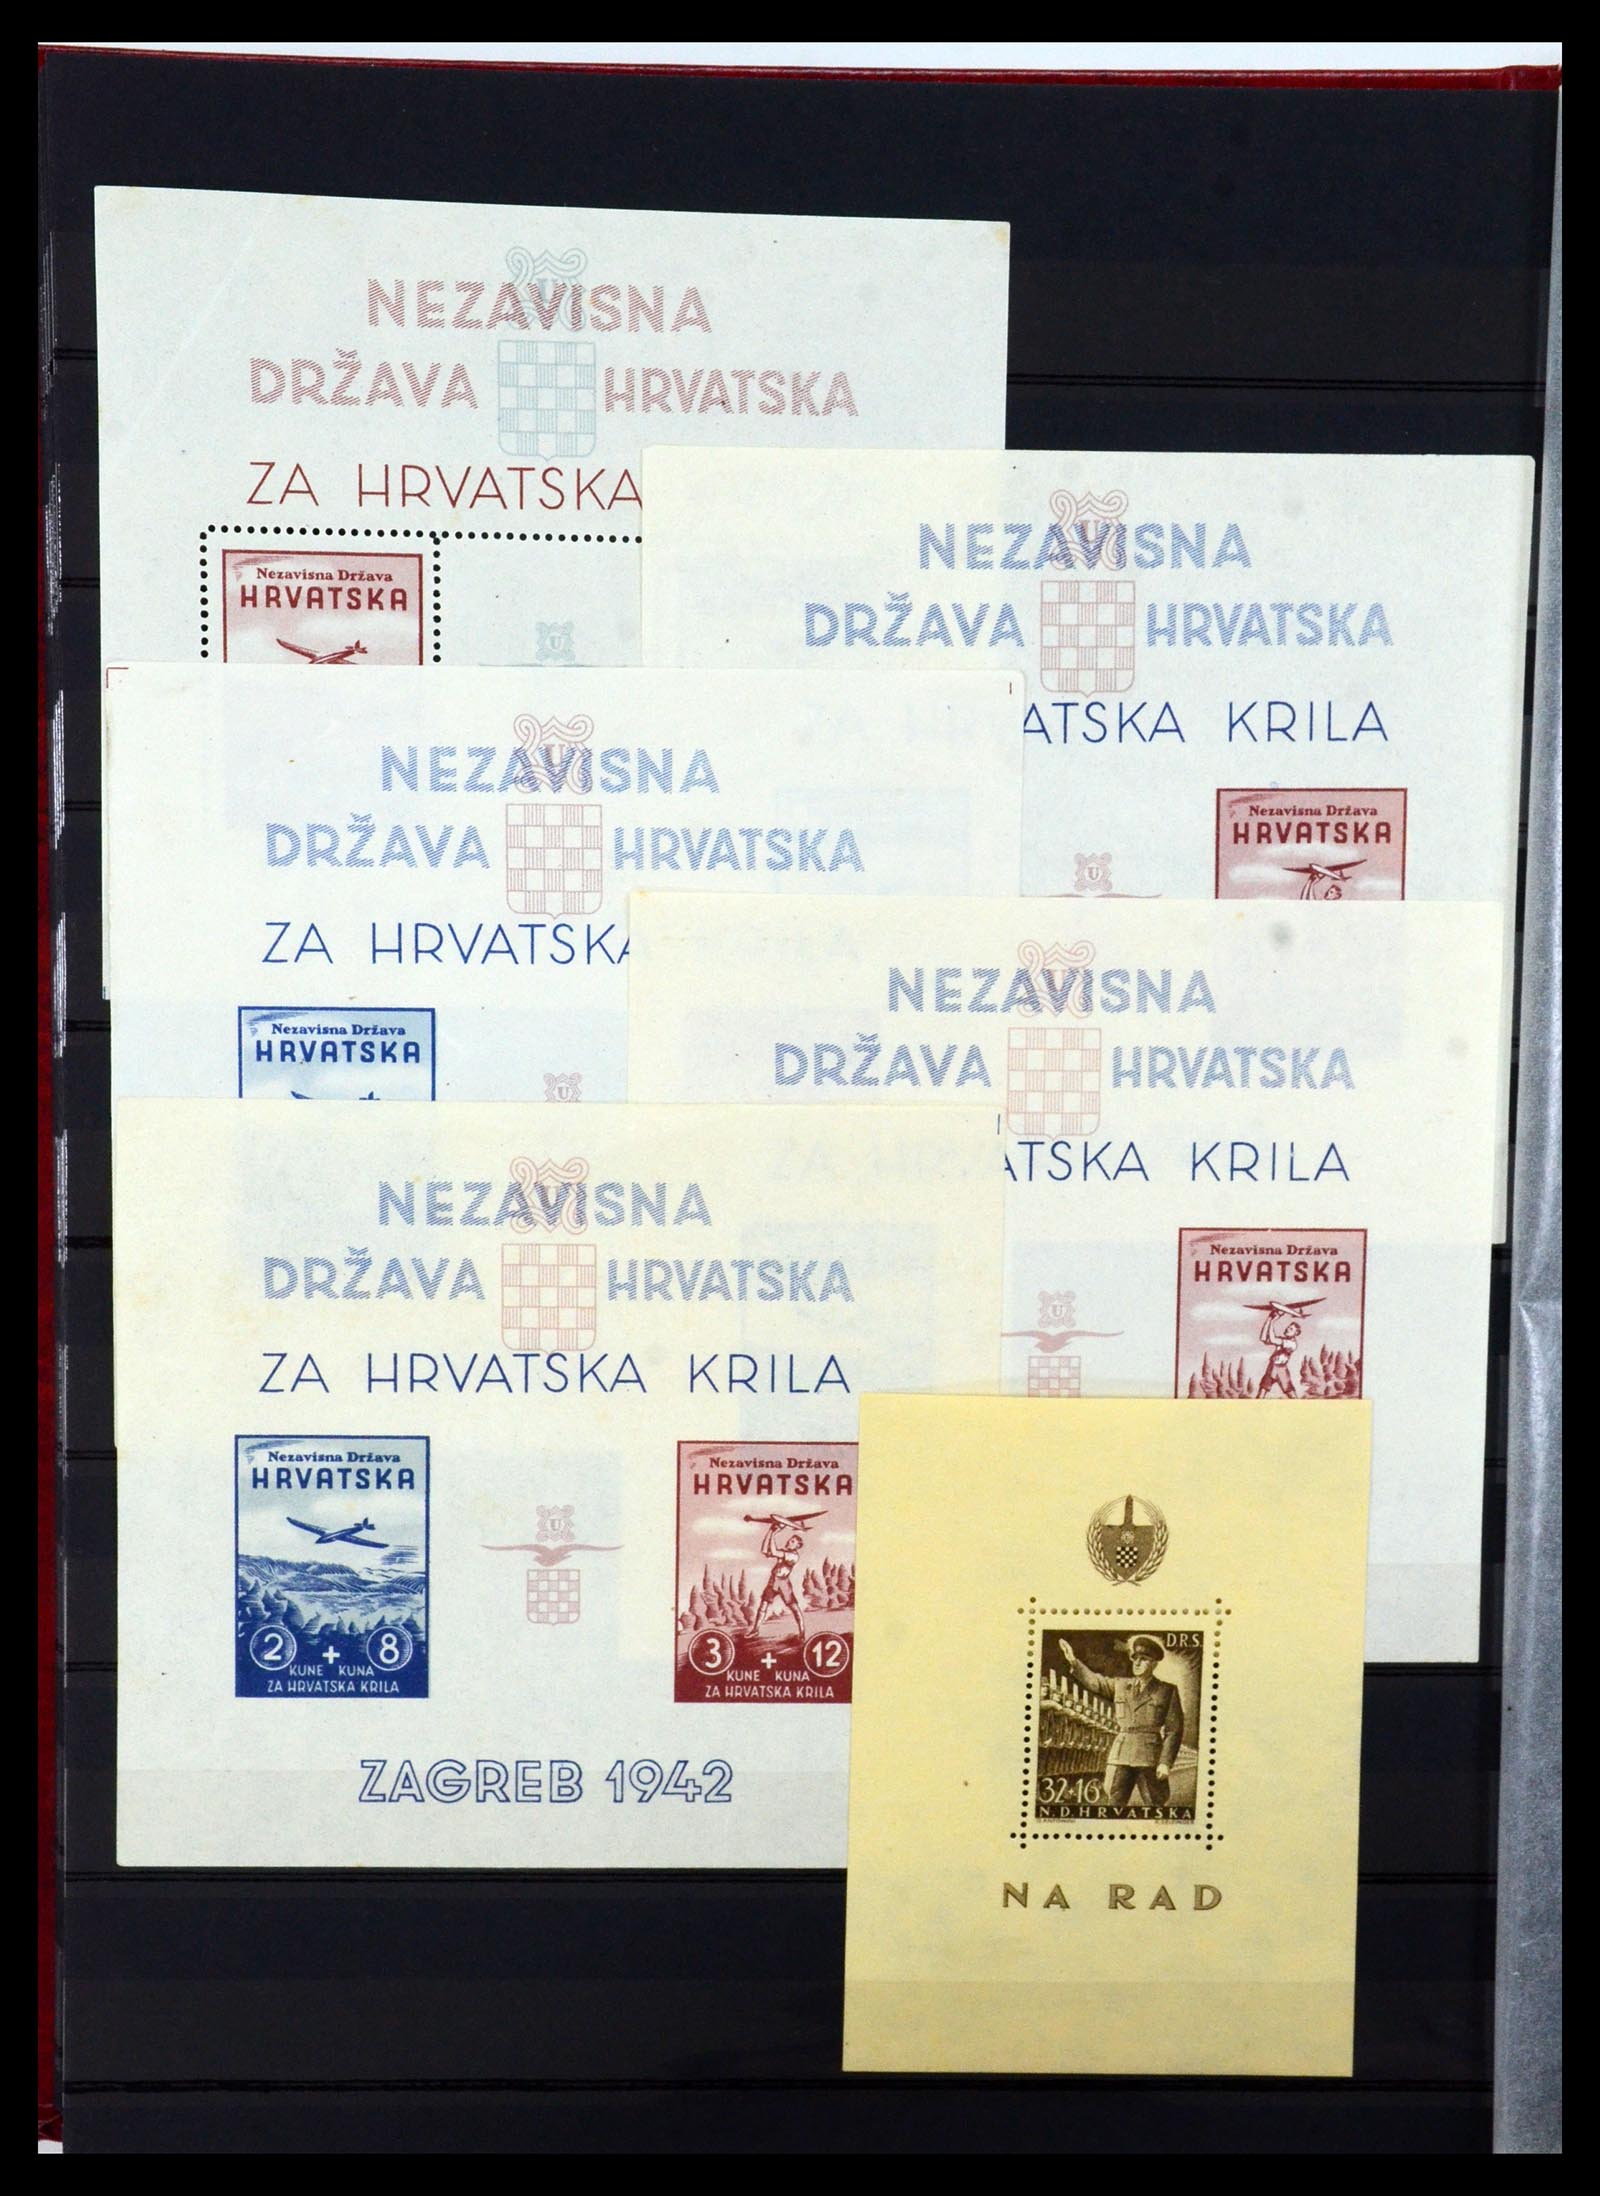 NEZAVISNA
DRŽAVA HRVATSKA
ZA HRVATSKA
Nezavisna Država
HRVATSKA
U
U
NEZAVISNA
DRŽAVA HRVATSKA
ATSKA KRILA
U
U
Nezavisna Država
HRVATSKA
NEZAVISNA
DRŽAVA HRVATSKA
ZA HRVATSKA
U
U
Nezavisna Država
HRVATSKA
NEZAVISNA
DRŽAVA HRVATSKA
ATSKA KRILA
U
Nezavisna Država
HRVATSKA
NEZAVISNA
DRŽAVA HRVATSKA
ZA HRVATSKA KRILA
U
U
Nezavisna Država
HRVATSKA
2 + 8
KUNE KUNA
ZA HRVATSKA KRILA
Nezavisna Država
HRVATSKA
3 + 12
KUNE KUNA
ZA HRVATSKA KRILA
ZAGREB 1942
D.R.S.
32+16
N.D.HRVATSKA
NA RAD